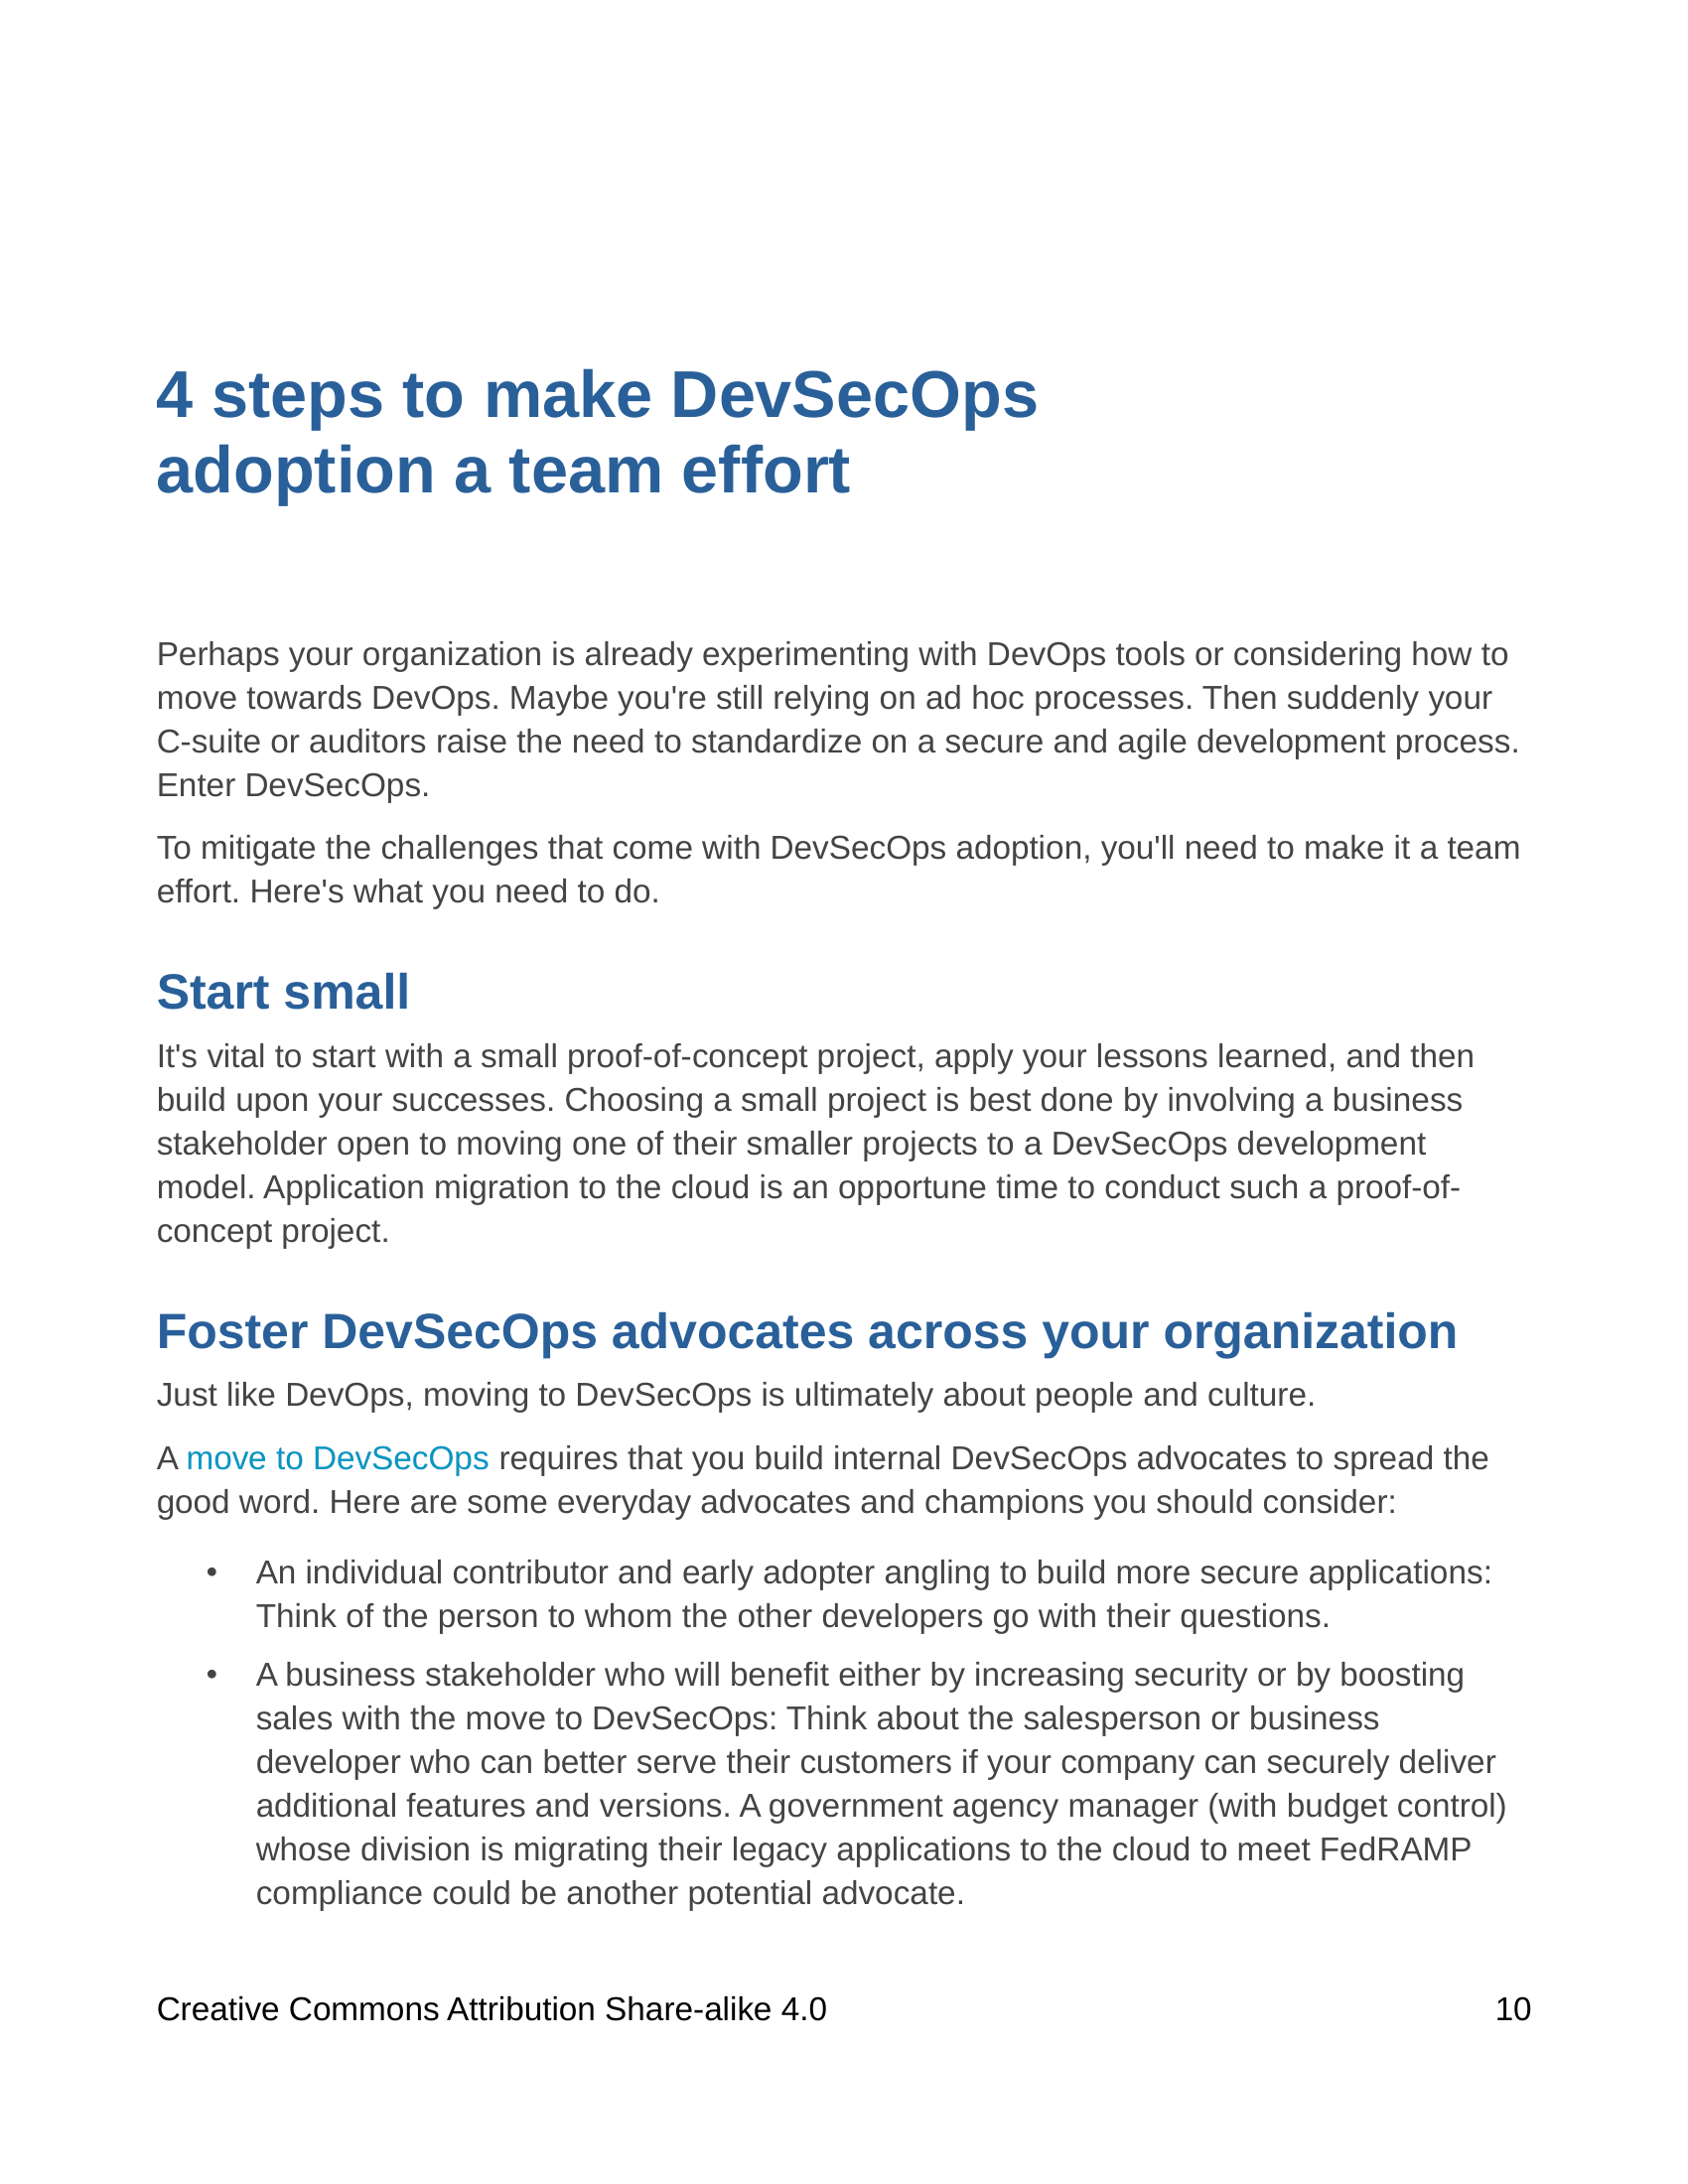 4 steps to make DevSecOps
adoption a team effort
Perhaps your organization is already experimenting with DevOps tools or considering how to
move towards DevOps. Maybe you're still relying on ad hoc processes. Then suddenly your
C-suite or auditors raise the need to standardize on a secure and agile development process.
Enter DevSecOps.
To mitigate the challenges that come with DevSecOps adoption, you'll need to make it a team
effort. Here's what you need to do.
Start small
It's vital to start with a small proof-of-concept project, apply your lessons learned, and then
build upon your successes. Choosing a small project is best done by involving a business
stakeholder open to moving one of their smaller projects to a DevSecOps development
model. Application migration to the cloud is an opportune time to conduct such a proof-of-
concept project.
Foster DevSecOps advocates across your organization
Just like DevOps, moving to DevSecOps is ultimately about people and culture.
A move to DevSecOps requires that you build internal DevSecOps advocates to spread the
good word. Here are some everyday advocates and champions you should consider:
• An individual contributor and early adopter angling to build more secure applications:
Think of the person to whom the other developers go with their questions.
• A business stakeholder who will benefit either by increasing security or by boosting
sales with the move to DevSecOps: Think about the salesperson or business
developer who can better serve their customers if your company can securely deliver
additional features and versions. A government agency manager (with budget control)
whose division is migrating their legacy applications to the cloud to meet FedRAMP
compliance could be another potential advocate.
Creative Commons Attribution Share-alike 4.0 10